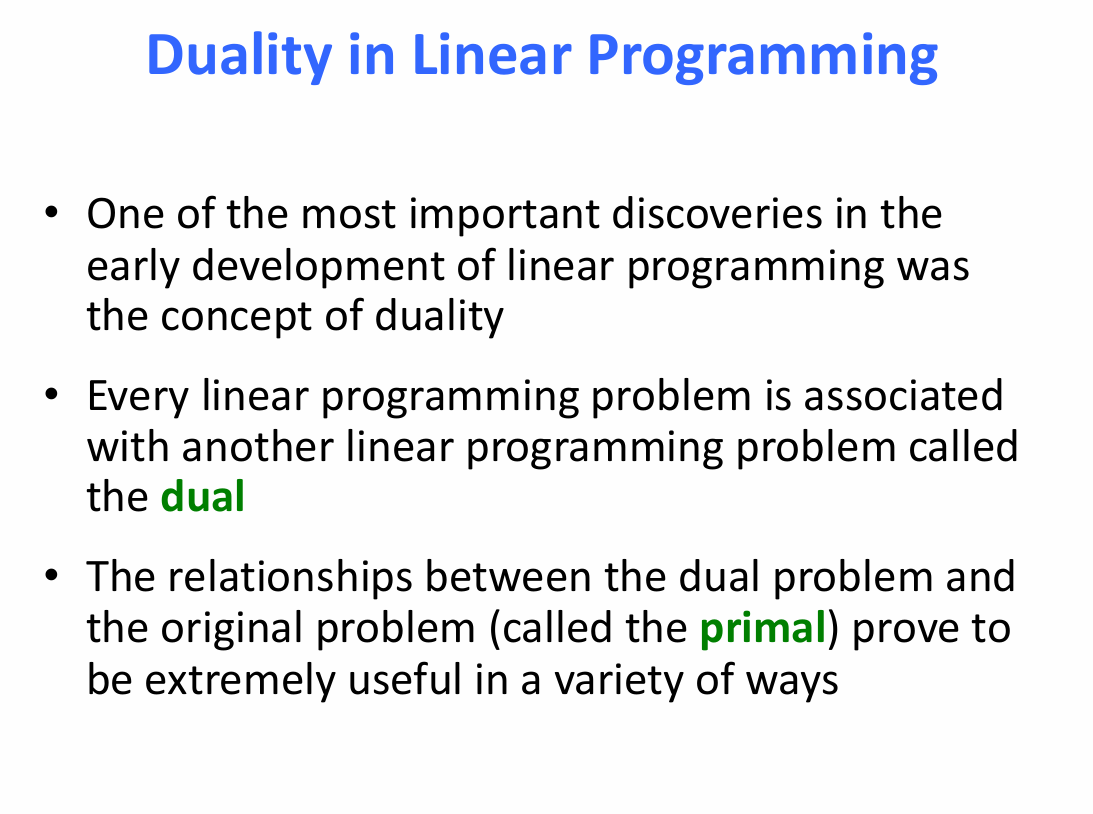 Duality in Linear Programming
• One of the most important discoveries in the
early development of linear programming was
the concept of duality
• Every linear programming problem is associated
with another linear programming problem called
the dual
• The relationships between the dual problem and
the original problem (called the primal) prove to
be extremely useful in a variety of ways